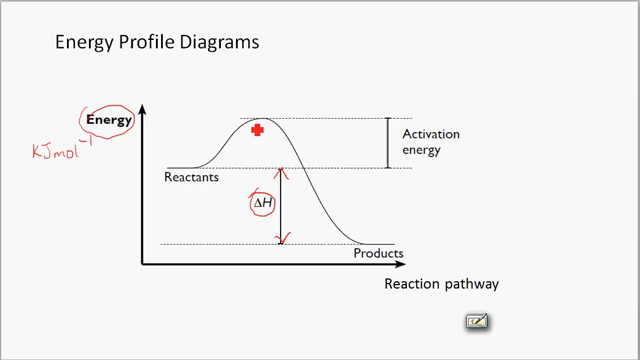 Energy Profile Diagrams
Energy
KJmol⁻¹
Activation
energy
Reactants
ΔH
Products
Reaction pathway